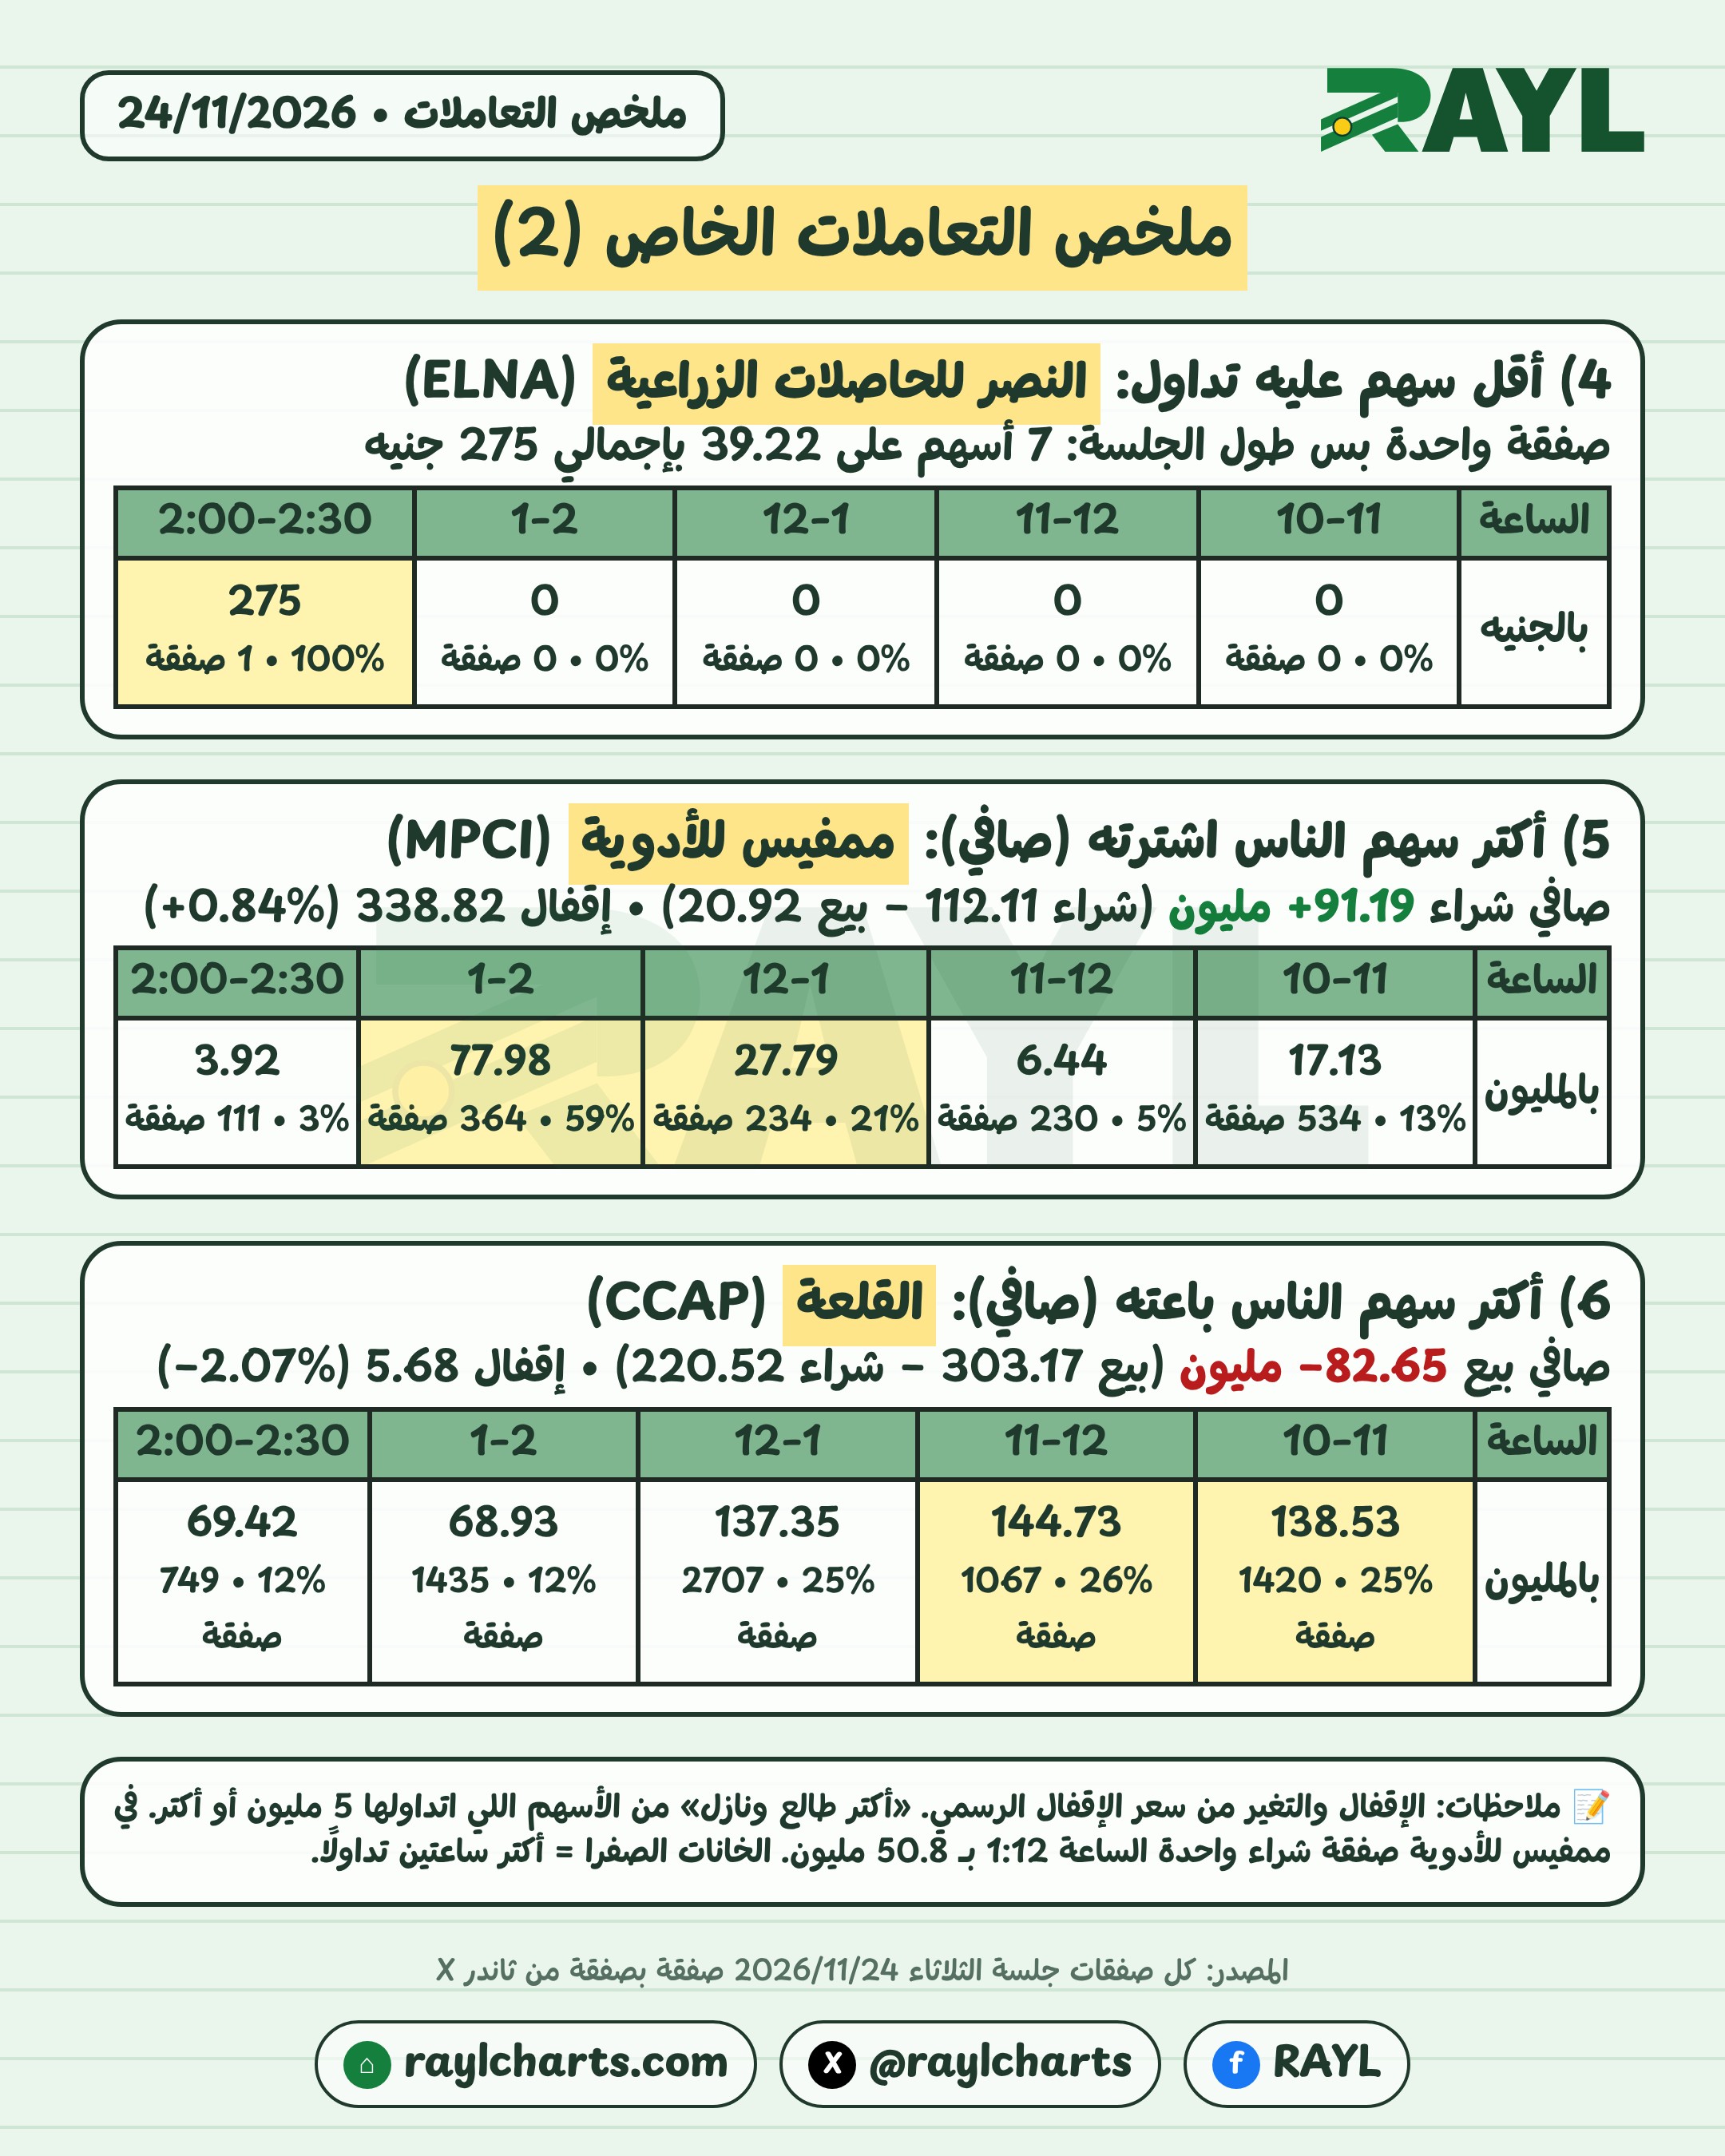 RAYL
ملخص التعاملات • 24/11/2026
ملخص التعاملات الخاص (2)
4) أقل سهم عليه تداول: النصر للحاصلات الزراعية (ELNA)
صفقة واحدة بس طول الجلسة: 7 أسهم على 39.22 بإجمالي 275 جنيه
الساعة 10-11 11-12 12-1 1-2 2:00-2:30
بالجنيه 0 0 0 0 275
0% • 0 صفقة 0% • 0 صفقة 0% • 0 صفقة 0% • 0 صفقة 100% • 1 صفقة
5) أكتر سهم الناس اشترته (صافي): ممفيس للأدوية (MPCI)
صافي شراء +91.19 مليون (شراء 112.11 – بيع 20.92) • إقفال 338.82 (+0.84%)
الساعة 10-11 11-12 12-1 1-2 2:00-2:30
بالمليون 17.13 6.44 27.79 77.98 3.92
13% • 534 صفقة 5% • 230 صفقة 21% • 234 صفقة 59% • 364 صفقة 3% • 111 صفقة
6) أكتر سهم الناس باعته (صافي): القلعة (CCAP)
صافي بيع −82.65 مليون (بيع 303.17 – شراء 220.52) • إقفال 5.68 (−2.07%)
الساعة 10-11 11-12 12-1 1-2 2:00-2:30
بالمليون 138.53 144.73 137.35 68.93 69.42
25% • 1420 26% • 1067 25% • 2707 12% • 1435 12% • 749
صفقة صفقة صفقة صفقة صفقة
📝 ملاحظات: الإقفال والتغير من سعر الإقفال الرسمي. «أكتر طالع ونازل» من الأسهم اللي اتداولها 5 مليون أو أكتر. في
ممفيس للأدوية صفقة شراء واحدة الساعة 1:12 بـ 50.8 مليون. الخانات الصفرا = أكتر ساعتين تداولًا.
المصدر: كل صفقات جلسة الثلاثاء 2026/11/24 صفقة بصفقة من ثاندر X
raylcharts.com X @raylcharts f RAYL